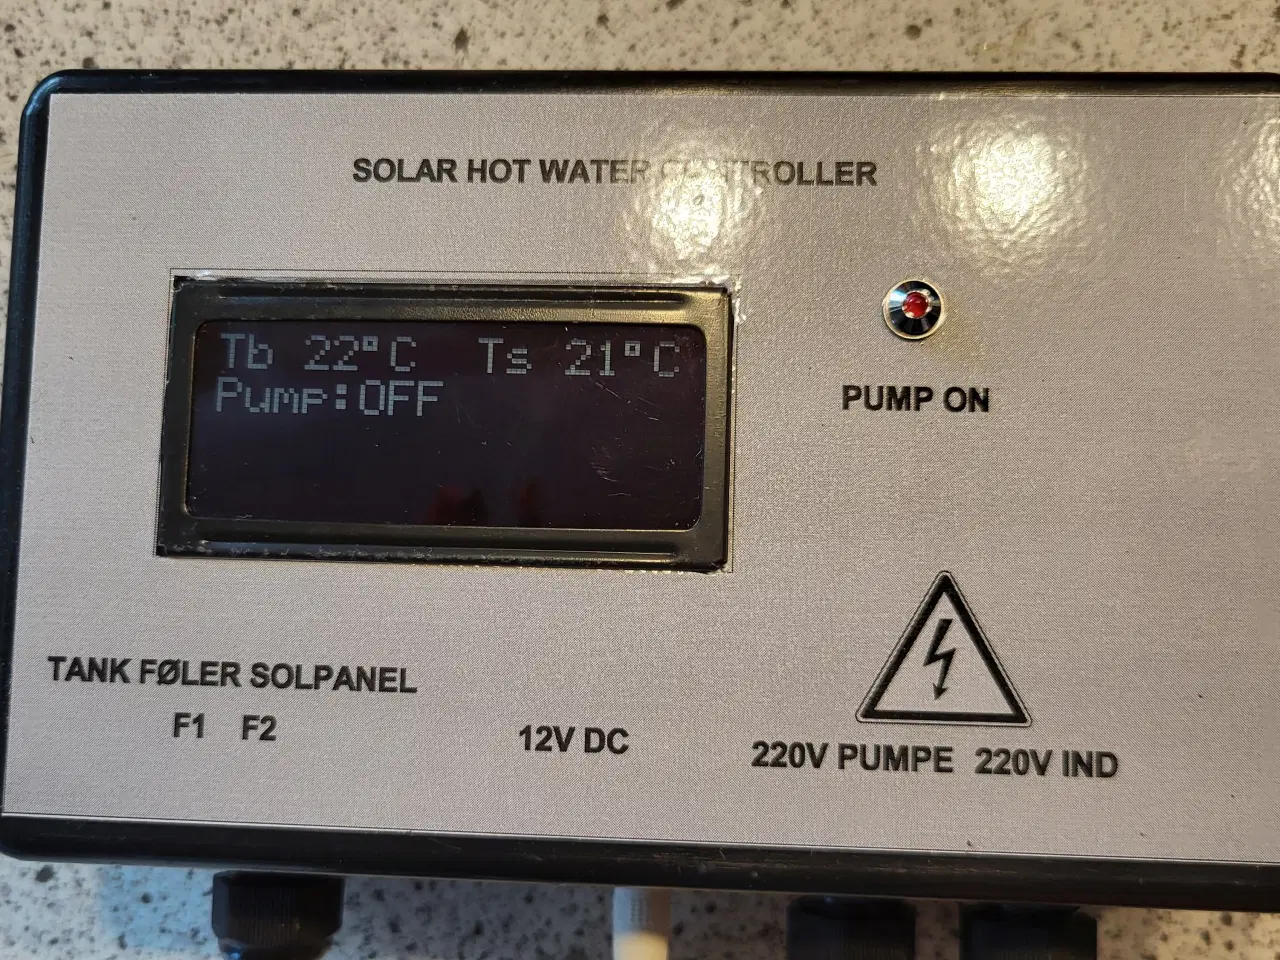 SOLAR HOT WATER CONTROLLER
Tb 22°C Ts 21°C
Pump:OFF
PUMP ON
TANK FØLER SOLPANEL
F1 F2
12V DC
220V PUMPE 220V IND